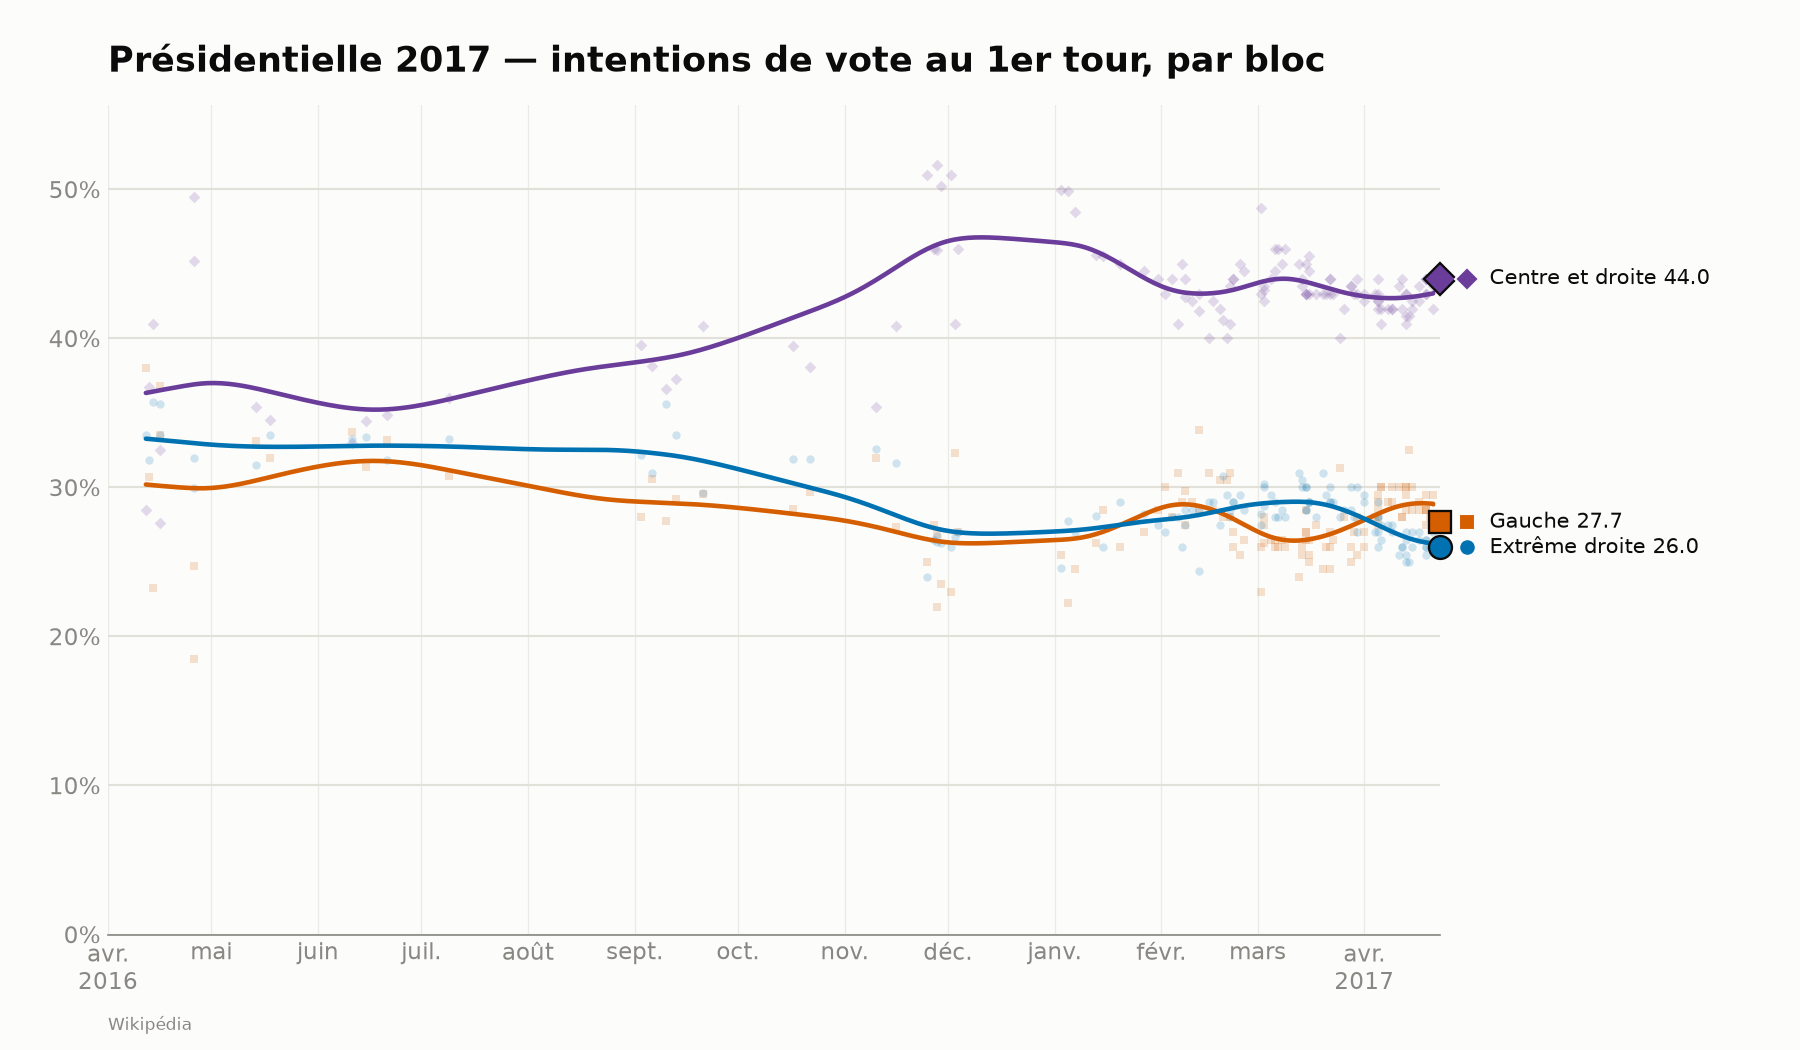 Présidentielle 2017 — intentions de vote au 1er tour, par bloc
50%
40%
30%
20%
10%
0%
Centre et droite 44.0
Gauche 27.7
Extrême droite 26.0
avr. mai juin juil. août sept. oct. nov. déc. janv. févr. mars avr.
2016 2017
Wikipédia